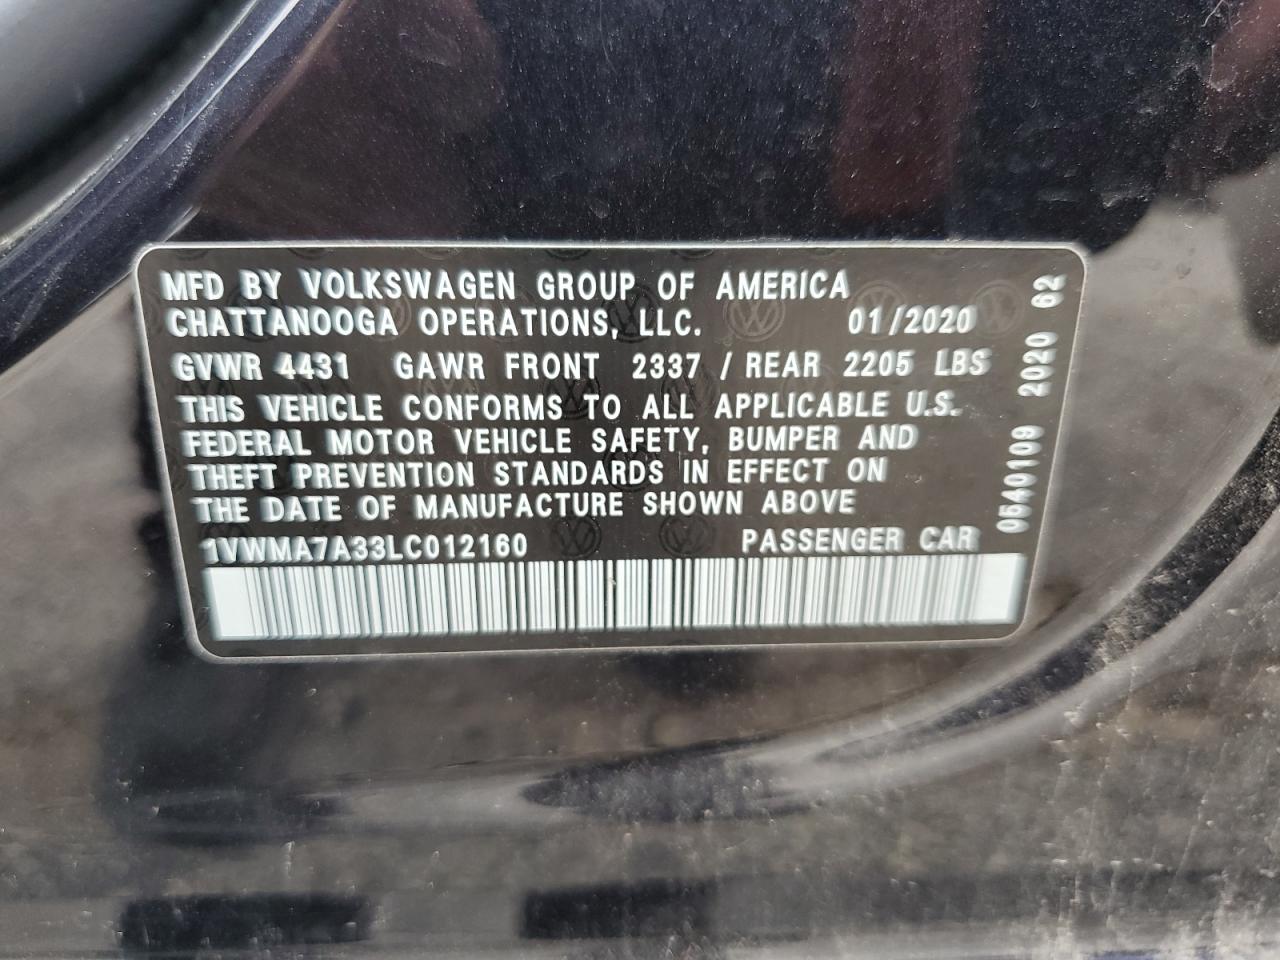 MFD BY VOLKSWAGEN GROUP OF AMERICA
CHATTANOOGA OPERATIONS, LLC. 01/2020
GVWR 4431 GAWR FRONT 2337 / REAR 2205 LBS
THIS VEHICLE CONFORMS TO ALL APPLICABLE U.S.
FEDERAL MOTOR VEHICLE SAFETY, BUMPER AND
THEFT PREVENTION STANDARDS IN EFFECT ON
THE DATE OF MANUFACTURE SHOWN ABOVE
1VWMA7A33LC012160 PASSENGER CAR
0540109 2020 62